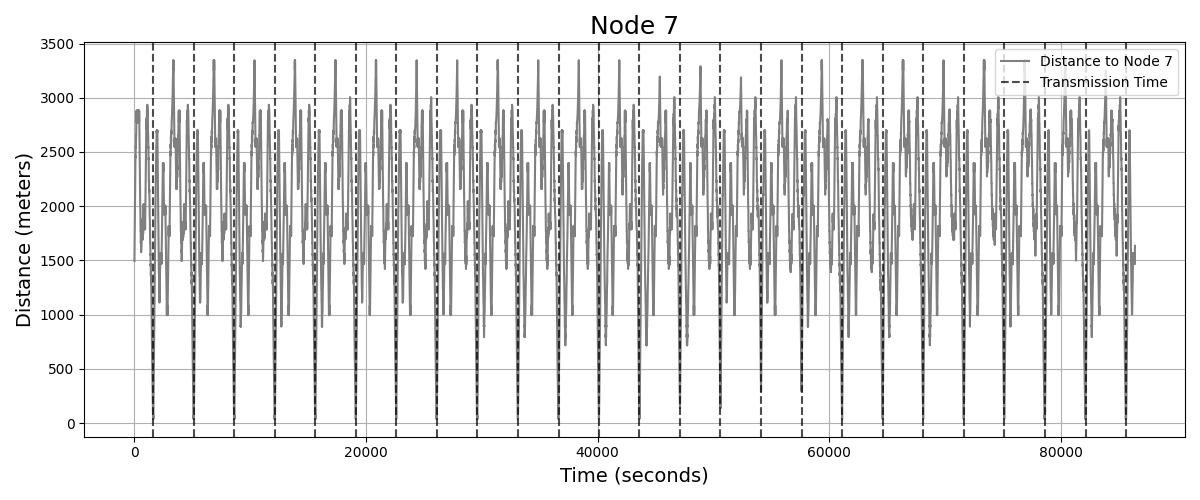 Node 7
Distance (meters)
3500
3000
2500
2000
1500
1000
500
0
Distance to Node 7
Transmission Time
0 20000 40000 60000 80000
Time (seconds)